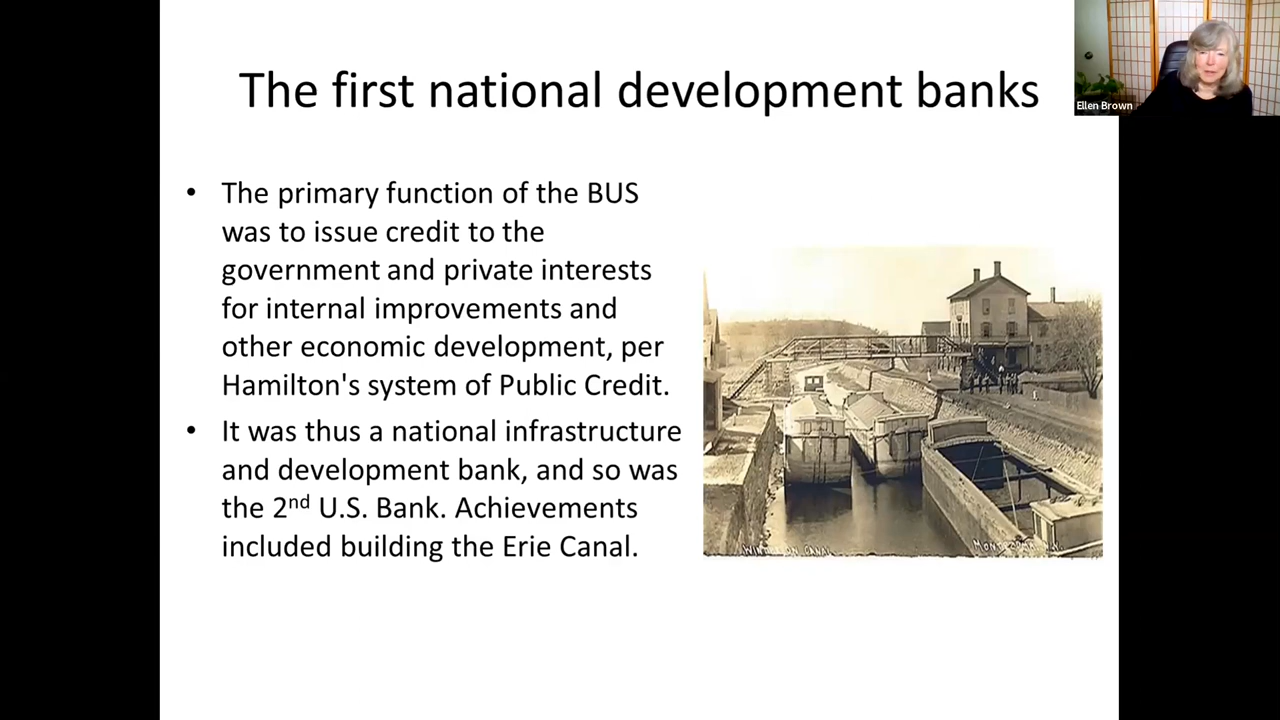 The first national development banks
Ellen Brown
• The primary function of the BUS
was to issue credit to the
government and private interests
for internal improvements and
other economic development, per
Hamilton's system of Public Credit.
• It was thus a national infrastructure
and development bank, and so was
the 2nd U.S. Bank. Achievements
included building the Erie Canal.